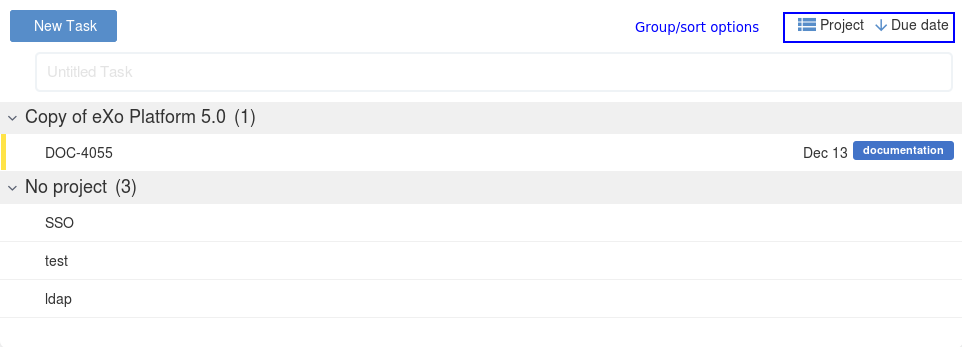 New Task
Group/sort options
Project Due date
Untitled Task
Copy of eXo Platform 5.0 (1)
DOC-4055 Dec 13 documentation
No project (3)
SSO
test
ldap